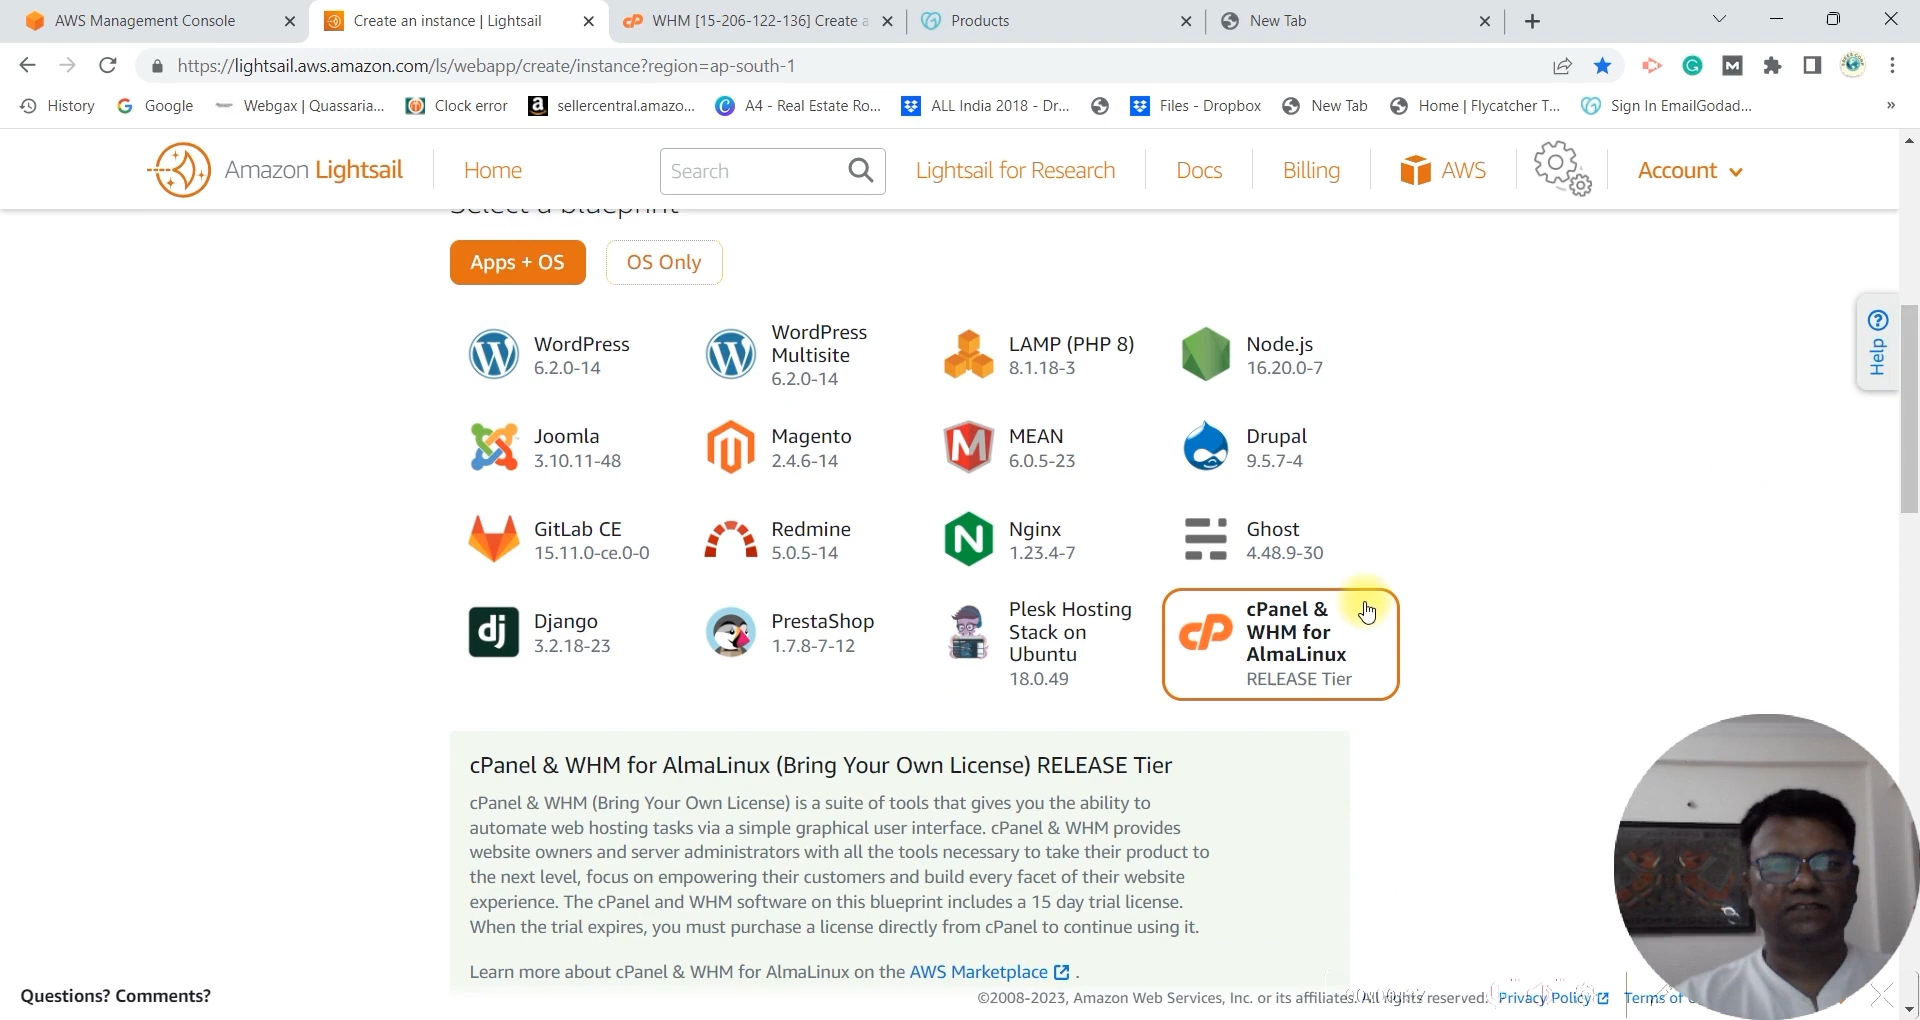 AWS Management Console
Create an instance | Lightsail
WHM [15-206-122-136] Create a
Products
New Tab
https://lightsail.aws.amazon.com/ls/webapp/create/instance?region=ap-south-1
History
Google
Webgax | Quassaria...
Clock error
sellercentral.amazo...
A4 - Real Estate Ro...
ALL India 2018 - Dr...
Files - Dropbox
New Tab
Home | Flycatcher T...
Sign In EmailGodad...
»
Amazon Lightsail
Home
Search
Lightsail for Research
Docs
Billing
AWS
Account
Select a blueprint
Apps + OS
OS Only
Help
WordPress
6.2.0-14
WordPress
Multisite
6.2.0-14
LAMP (PHP 8)
8.1.18-3
Node.js
16.20.0-7
Joomla
3.10.11-48
Magento
2.4.6-14
MEAN
6.0.5-23
Drupal
9.5.7-4
GitLab CE
15.11.0-ce.0-0
Redmine
5.0.5-14
Nginx
1.23.4-7
Ghost
4.48.9-30
Django
3.2.18-23
PrestaShop
1.7.8-7-12
Plesk Hosting
Stack on
Ubuntu
18.0.49
cPanel &
WHM for
AlmaLinux
RELEASE Tier
cPanel & WHM for AlmaLinux (Bring Your Own License) RELEASE Tier
cPanel & WHM (Bring Your Own License) is a suite of tools that gives you the ability to
automate web hosting tasks via a simple graphical user interface. cPanel & WHM provides
website owners and server administrators with all the tools necessary to take their product to
the next level, focus on empowering their customers and build every facet of their website
experience. The cPanel and WHM software on this blueprint includes a 15 day trial license.
When the trial expires, you must purchase a license directly from cPanel to continue using it.
Learn more about cPanel & WHM for AlmaLinux on the AWS Marketplace .
Questions? Comments?
©2008-2023, Amazon Web Services, Inc. or its affiliates. All rights reserved.
Privacy Policy
Terms of